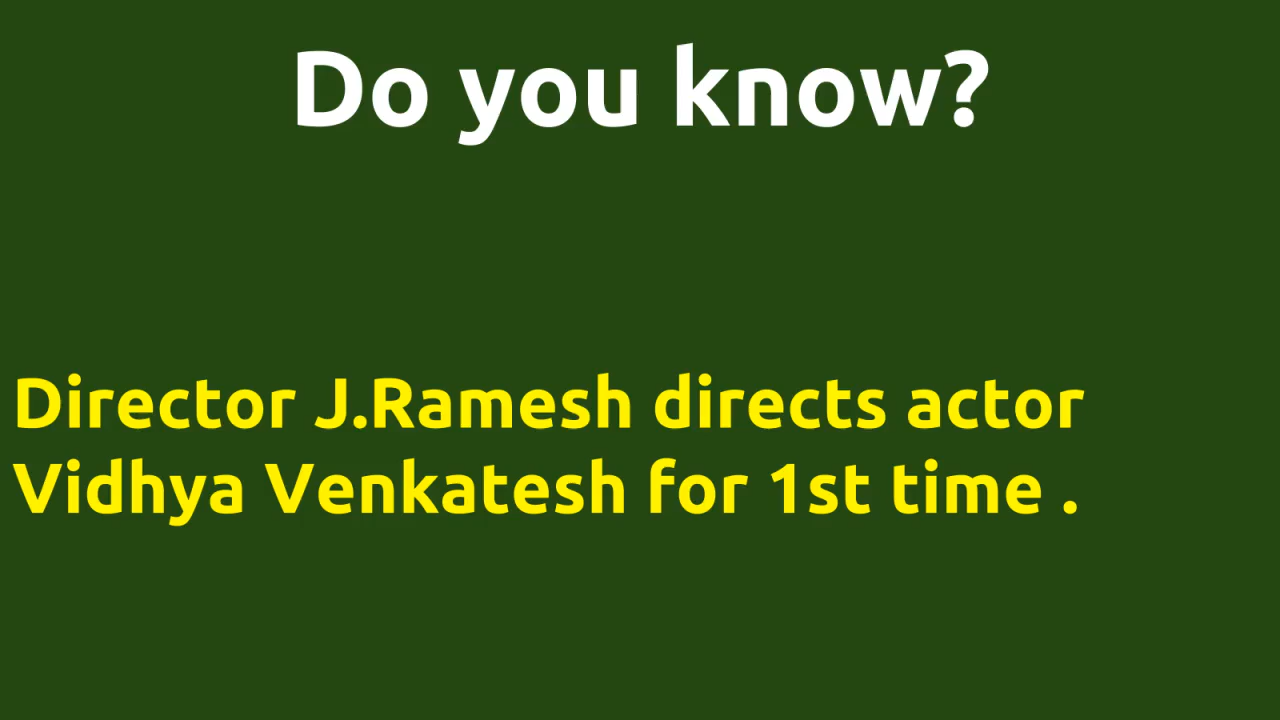 Do you know?
Director J.Ramesh directs actor
Vidhya Venkatesh for 1st time .